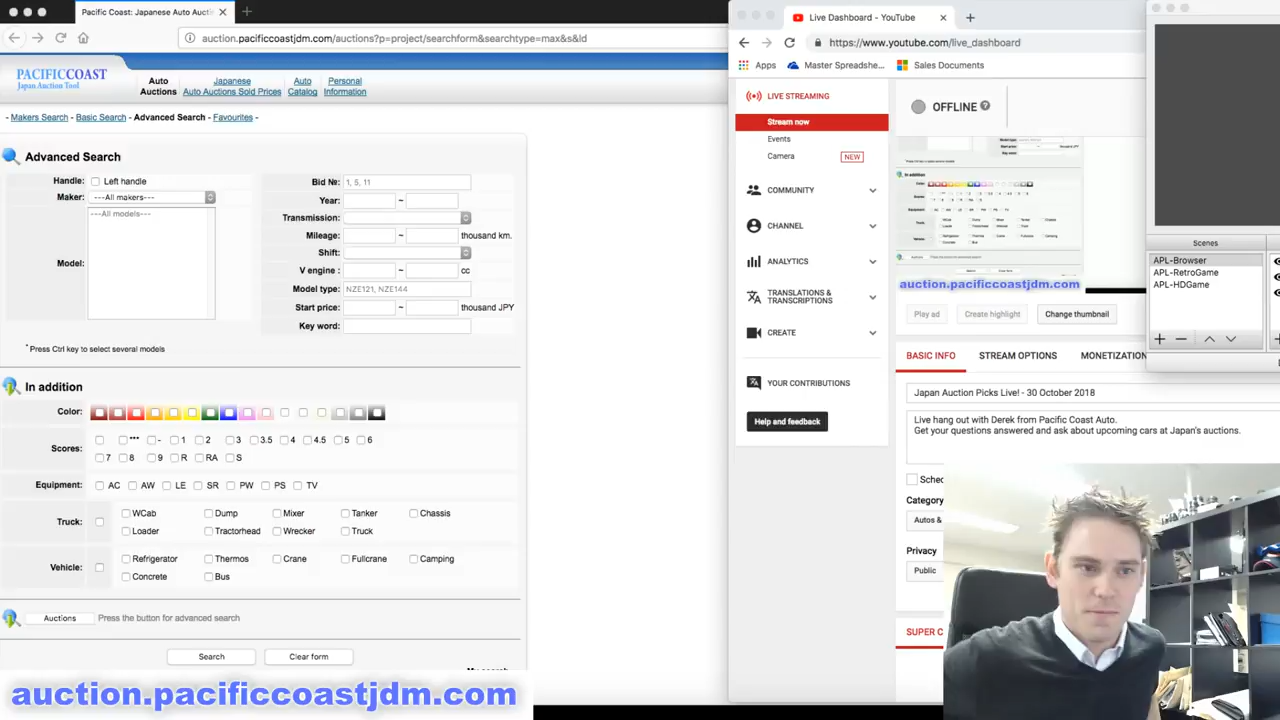 Pacific Coast: Japanese Auto Aucti
auction.pacificcoastjdm.com/auctions?p=project/searchform&searchtype=max&s&ld
PACIFICCOAST
Japan Auction Tool
Auto Auctions
Japanese Auto Auctions Sold Prices
Auto Catalog
Personal Information
- Makers Search - Basic Search - Advanced Search - Favourites -
Advanced Search
Handle: Left handle
Maker: ---All makers---
---All models---
Model:
Bid №: 1, 5, 11
Year: ~
Transmission:
Mileage: ~ thousand km.
Shift:
V engine : ~ cc
Model type: NZE121, NZE144
Start price: ~ thousand JPY
Key word:
* Press Ctrl key to select several models
In addition
Color:
Scores: *** - 1 2 3 3.5 4 4.5 5 6
7 8 9 R RA S
Equipment: AC AW LE SR PW PS TV
Truck: WCab Dump Mixer Tanker Chassis
Loader Tractorhead Wrecker Truck
Vehicle: Refrigerator Thermos Crane Fullcrane Camping
Concrete Bus
Auctions Press the button for advanced search
Search Clear form
auction.pacificcoastjdm.com
Live Dashboard - YouTube
https://www.youtube.com/live_dashboard
Apps Master Spreadshe... Sales Documents
LIVE STREAMING
Stream now
Events
Camera NEW
COMMUNITY
CHANNEL
ANALYTICS
TRANSLATIONS &
TRANSCRIPTIONS
CREATE
YOUR CONTRIBUTIONS
Help and feedback
OFFLINE ?
In addition
auction.pacificcoastjdm.com
Play ad Create highlight Change thumbnail
BASIC INFO STREAM OPTIONS MONETIZATION
Japan Auction Picks Live! - 30 October 2018
Live hang out with Derek from Pacific Coast Auto.
Get your questions answered and ask about upcoming cars at Japan's auctions.
Sched
Category
Autos &
Privacy
Public
SUPER C
Scenes
APL-Browser
APL-RetroGame
APL-HDGame